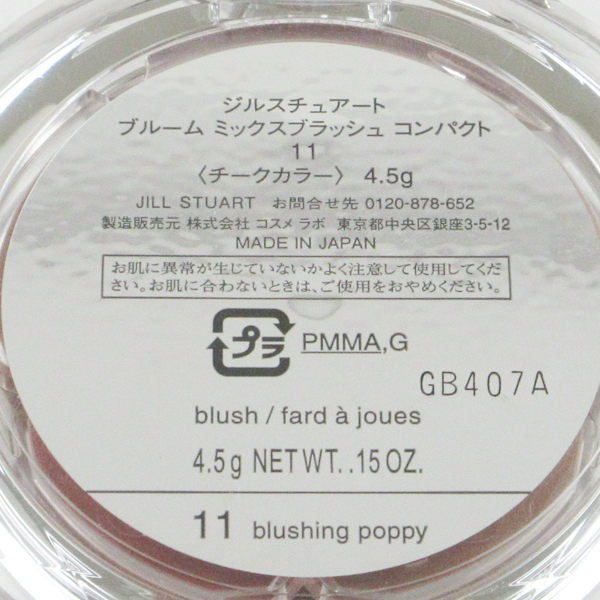 ジルスチュアート
ブルーム ミックスブラッシュ コンパクト
11
〈チークカラー〉 4.5g
JILL STUART お問合せ先 0120-878-652
製造販売元 株式会社 コスメ ラボ 東京都中央区銀座3-5-12
MADE IN JAPAN
お肌に異常が生じていないかよく注意して使用してくだ
さい。お肌に合わないときは、ご使用をおやめください。
プラ PMMA,G
GB407A
blush / fard à joues
4.5g NET WT. .15 OZ.
11 blushing poppy